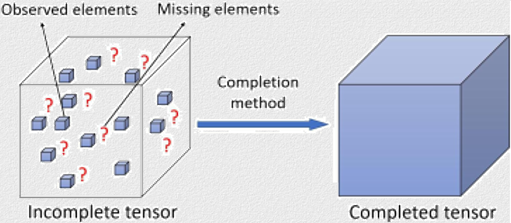 Observed elements
Missing elements
?
?
?
?
?
?
?
?
?
Completion
method
Incomplete tensor
Completed tensor